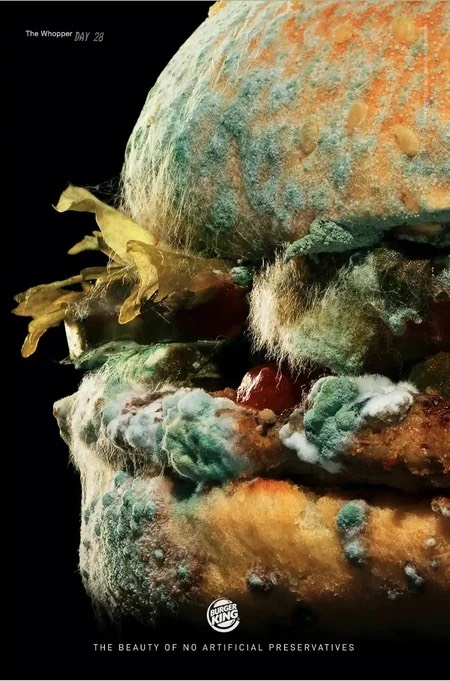 The Whopper DAY 28
BURGER
KING
THE BEAUTY OF NO ARTIFICIAL PRESERVATIVES